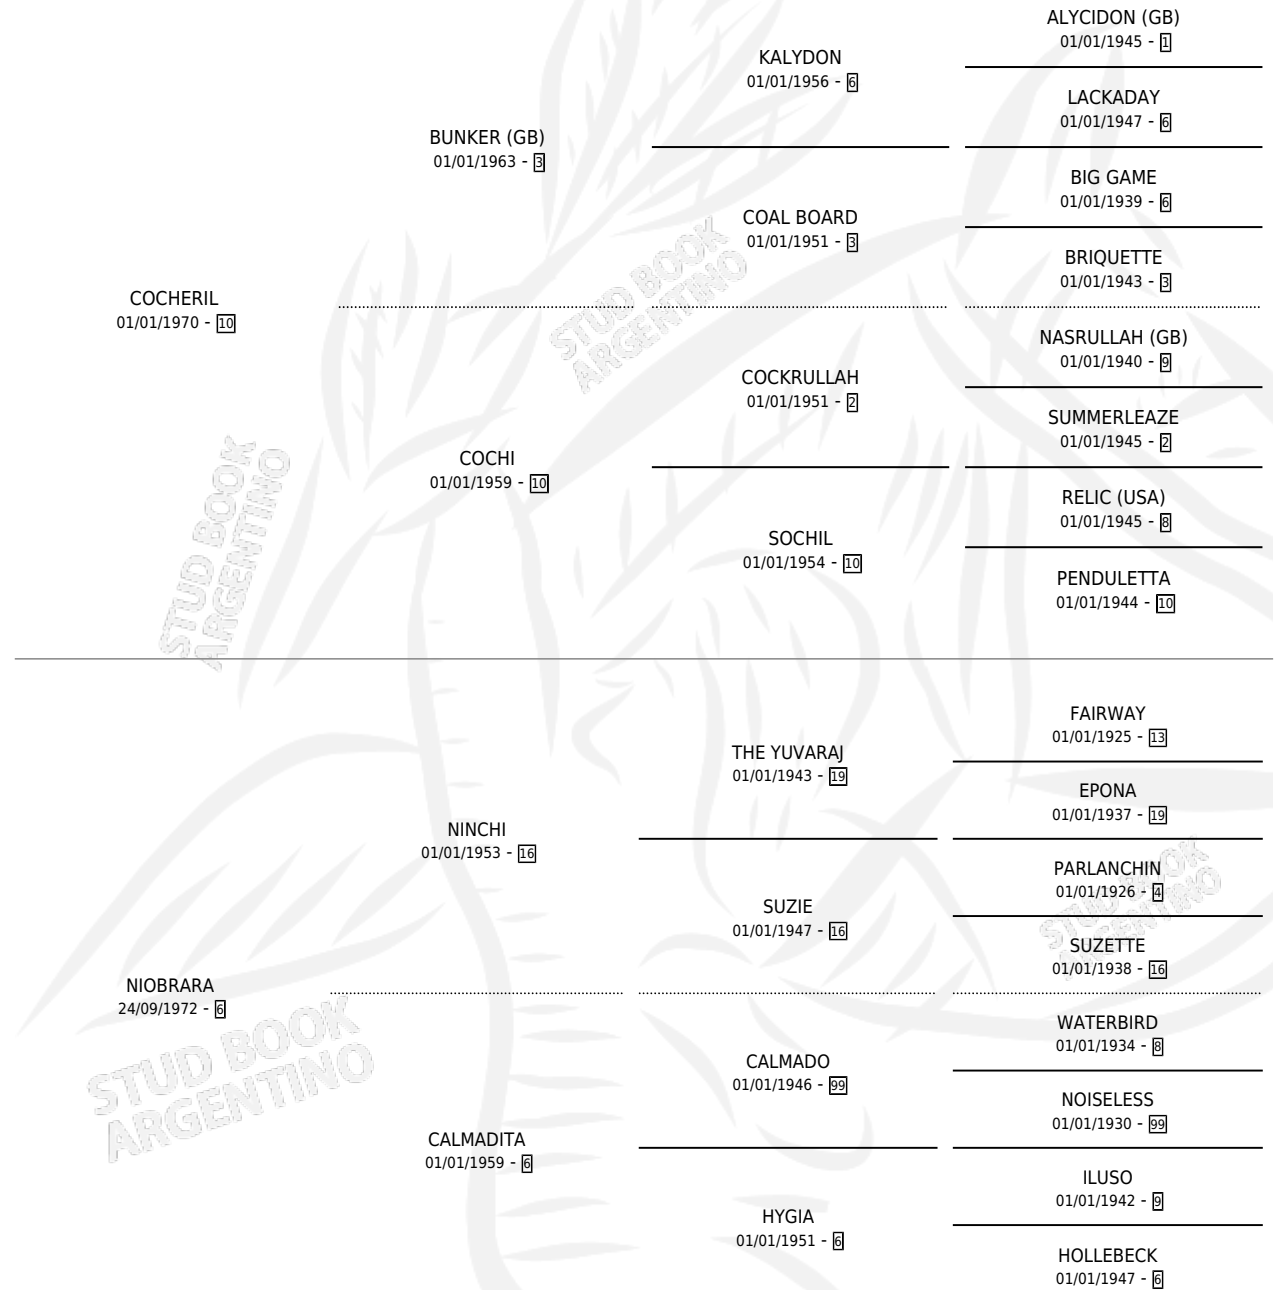 ALYCIDON (GB)
01/01/1945 - 1
KALYDON
01/01/1956 - 6
LACKADAY
01/01/1947 - 6
BUNKER (GB)
01/01/1963 - 3
BIG GAME
01/01/1939 - 6
COAL BOARD
01/01/1951 - 3
BRIQUETTE
01/01/1943 - 3
COCHERIL
01/01/1970 - 10
STUD BOOK
ARGENTINO
NASRULLAH (GB)
01/01/1940 - 9
COCKRULLAH
01/01/1951 - 2
SUMMERLEAZE
01/01/1945 - 2
COCHI
01/01/1959 - 10
RELIC (USA)
01/01/1945 - 8
SOCHIL
01/01/1954 - 10
PENDULETTA
01/01/1944 - 10
STUD BOOK
ARGENTINO
FAIRWAY
01/01/1925 - 13
THE YUVARAJ
01/01/1943 - 19
EPONA
01/01/1937 - 19
NINCHI
01/01/1953 - 16
PARLANCHIN
01/01/1926 - 4
SUZIE
01/01/1947 - 16
SUZETTE
01/01/1938 - 16
STUD BOOK
ARGENTINO
NIOBRARA
24/09/1972 - 6
STUD BOOK
ARGENTINO
WATERBIRD
01/01/1934 - 8
CALMADO
01/01/1946 - 99
NOISELESS
01/01/1930 - 99
CALMADITA
01/01/1959 - 6
ILUSO
01/01/1942 - 9
HYGIA
01/01/1951 - 6
HOLLEBECK
01/01/1947 - 6